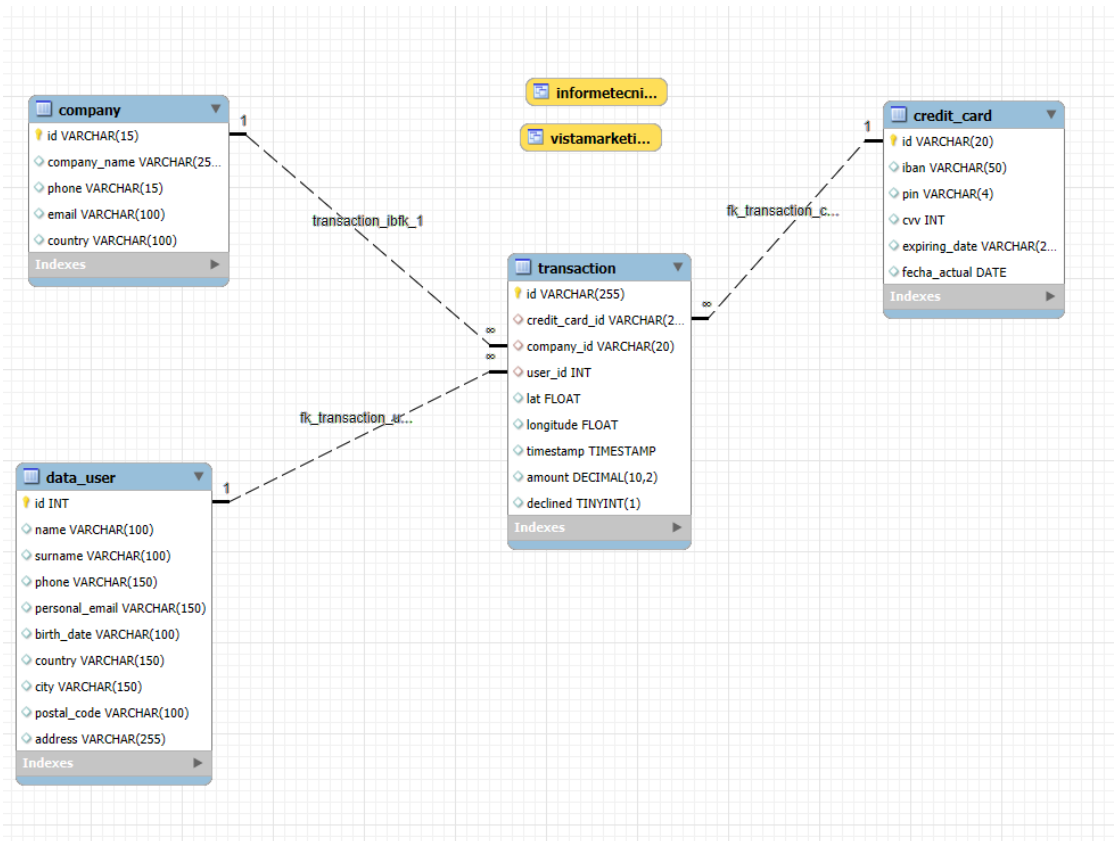 company
id VARCHAR(15)
company_name VARCHAR(25...
phone VARCHAR(15)
email VARCHAR(100)
country VARCHAR(100)
Indexes
1
transaction_ibfk_1
informetecni...
vistamarketi...
credit_card
id VARCHAR(20)
iban VARCHAR(50)
pin VARCHAR(4)
cvv INT
expiring_date VARCHAR(2...
fecha_actual DATE
Indexes
1
fk_transaction_c...
∞
transaction
id VARCHAR(255)
credit_card_id VARCHAR(2...
company_id VARCHAR(20)
user_id INT
lat FLOAT
longitude FLOAT
timestamp TIMESTAMP
amount DECIMAL(10,2)
declined TINYINT(1)
Indexes
∞
∞
fk_transaction_u...
1
data_user
id INT
name VARCHAR(100)
surname VARCHAR(100)
phone VARCHAR(150)
personal_email VARCHAR(150)
birth_date VARCHAR(100)
country VARCHAR(150)
city VARCHAR(150)
postal_code VARCHAR(100)
address VARCHAR(255)
Indexes